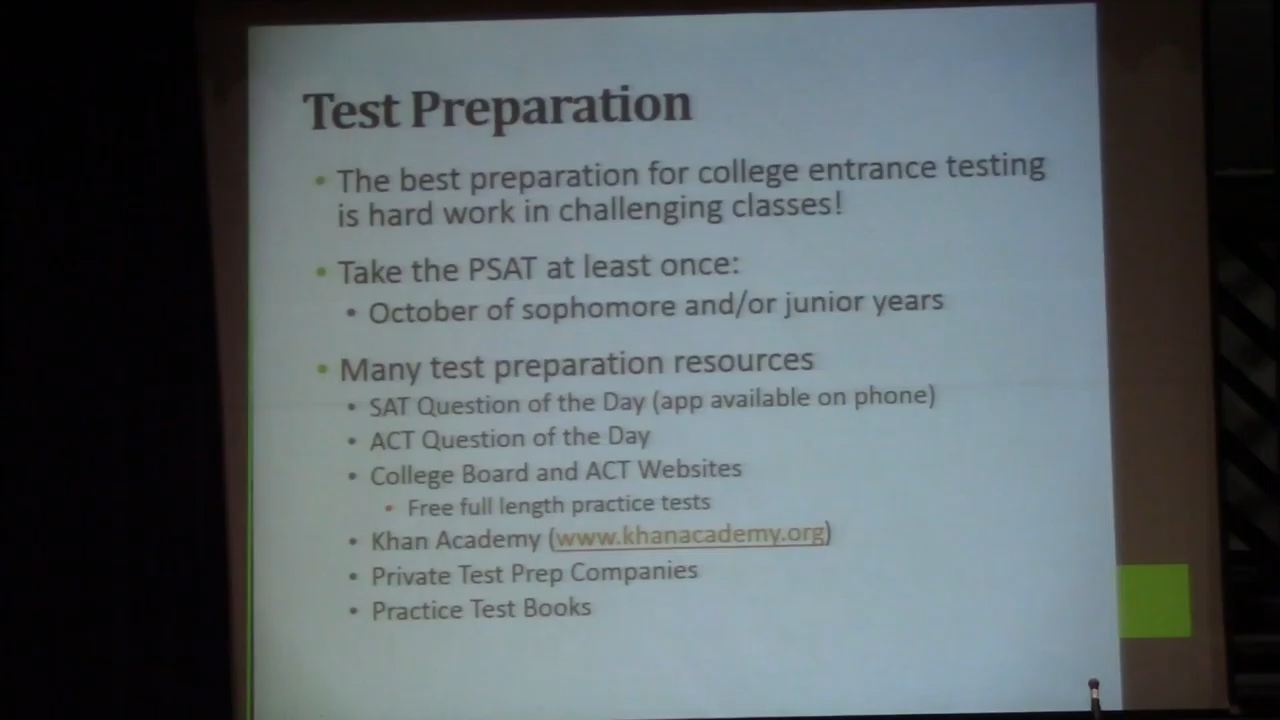 Test Preparation
• The best preparation for college entrance testing
is hard work in challenging classes!
• Take the PSAT at least once:
• October of sophomore and/or junior years
• Many test preparation resources
• SAT Question of the Day (app available on phone)
• ACT Question of the Day
• College Board and ACT Websites
• Free full length practice tests
• Khan Academy (www.khanacademy.org)
• Private Test Prep Companies
• Practice Test Books